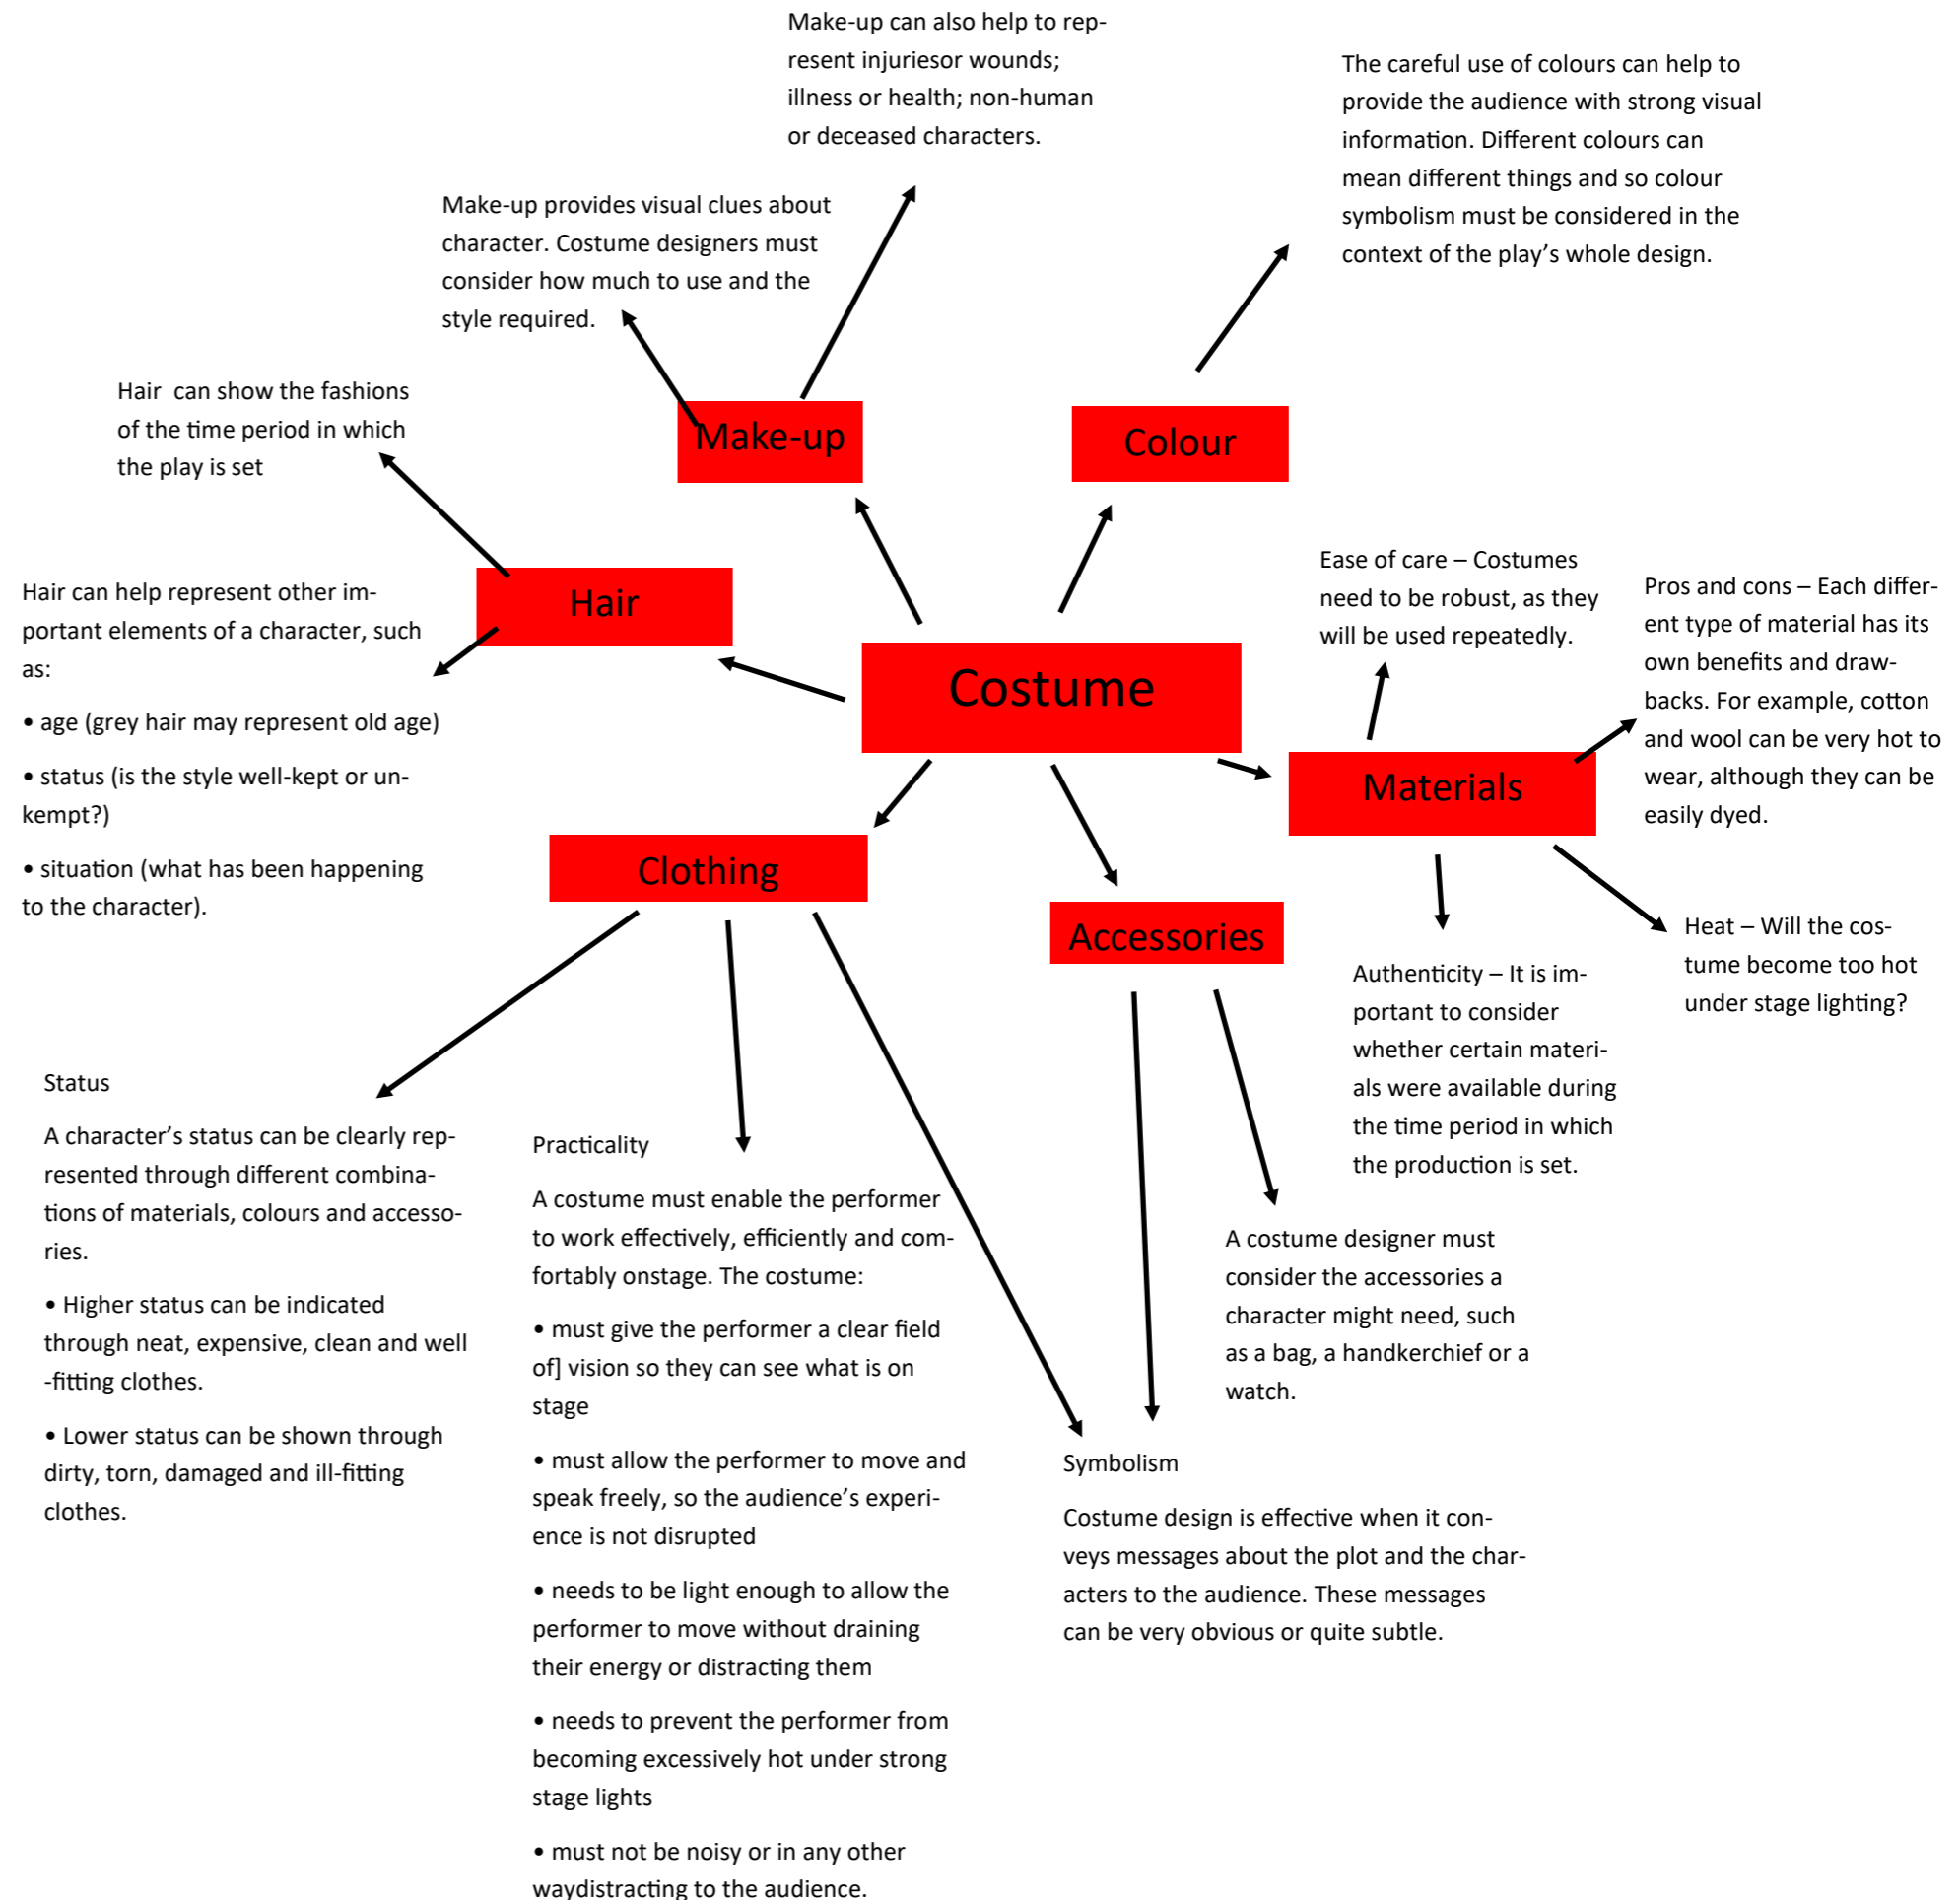 Make-up can also help to rep-
resent injuriesor wounds;
illness or health; non-human
or deceased characters.
The careful use of colours can help to
provide the audience with strong visual
information. Different colours can
mean different things and so colour
symbolism must be considered in the
context of the play’s whole design.
Make-up provides visual clues about
character. Costume designers must
consider how much to use and the
style required.
Hair  can show the fashions
of the time period in which
the play is set
Make-up
Colour
Hair
Hair can help represent other im-
portant elements of a character, such
as:
• age (grey hair may represent old age)
• status (is the style well-kept or un-
kempt?)
• situation (what has been happening
to the character).
Costume
Ease of care – Costumes
need to be robust, as they
will be used repeatedly.
Pros and cons – Each differ-
ent type of material has its
own benefits and draw-
backs. For example, cotton
and wool can be very hot to
wear, although they can be
easily dyed.
Materials
Clothing
Accessories
Heat – Will the cos-
tume become too hot
under stage lighting?
Authenticity – It is im-
portant to consider
whether certain materi-
als were available during
the time period in which
the production is set.
Status
A character’s status can be clearly rep-
resented through different combina-
tions of materials, colours and accesso-
ries.
• Higher status can be indicated
through neat, expensive, clean and well
-fitting clothes.
• Lower status can be shown through
dirty, torn, damaged and ill-fitting
clothes.
Practicality
A costume must enable the performer
to work effectively, efficiently and com-
fortably onstage. The costume:
• must give the performer a clear field
of] vision so they can see what is on
stage
• must allow the performer to move and
speak freely, so the audience’s experi-
ence is not disrupted
• needs to be light enough to allow the
performer to move without draining
their energy or distracting them
• needs to prevent the performer from
becoming excessively hot under strong
stage lights
• must not be noisy or in any other
waydistracting to the audience.
A costume designer must
consider the accessories a
character might need, such
as a bag, a handkerchief or a
watch.
Symbolism
Costume design is effective when it con-
veys messages about the plot and the char-
acters to the audience. These messages
can be very obvious or quite subtle.